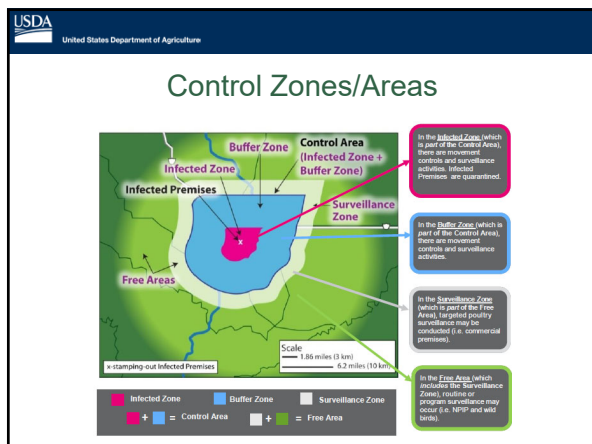 USDA
United States Department of Agriculture
Control Zones/Areas
Buffer Zone
Control Area
(Infected Zone +
Buffer Zone)
Infected Zone
Infected Premises
Surveillance
Zone
Free Areas
Scale
1.86 miles (3 km)
6.2 miles (10 km)
x-stamping-out Infected Premises
x
In the Infected Zone (which
is part of the Control Area),
there are movement
controls and surveillance
activities. Infected
Premises are quarantined.
In the Buffer Zone (which is
part of the Control Area),
there are movement
controls and surveillance
activities.
In the Surveillance Zone
(which is part of the Free
Area), targeted poultry
surveillance may be
conducted (i.e. commercial
premises).
In the Free Area (which
includes the Surveillance
Zone), routine or
program surveillance may
occur (i.e. NPIP and wild
birds).
Infected Zone
Buffer Zone
Surveillance Zone
+ = Control Area
+ = Free Area